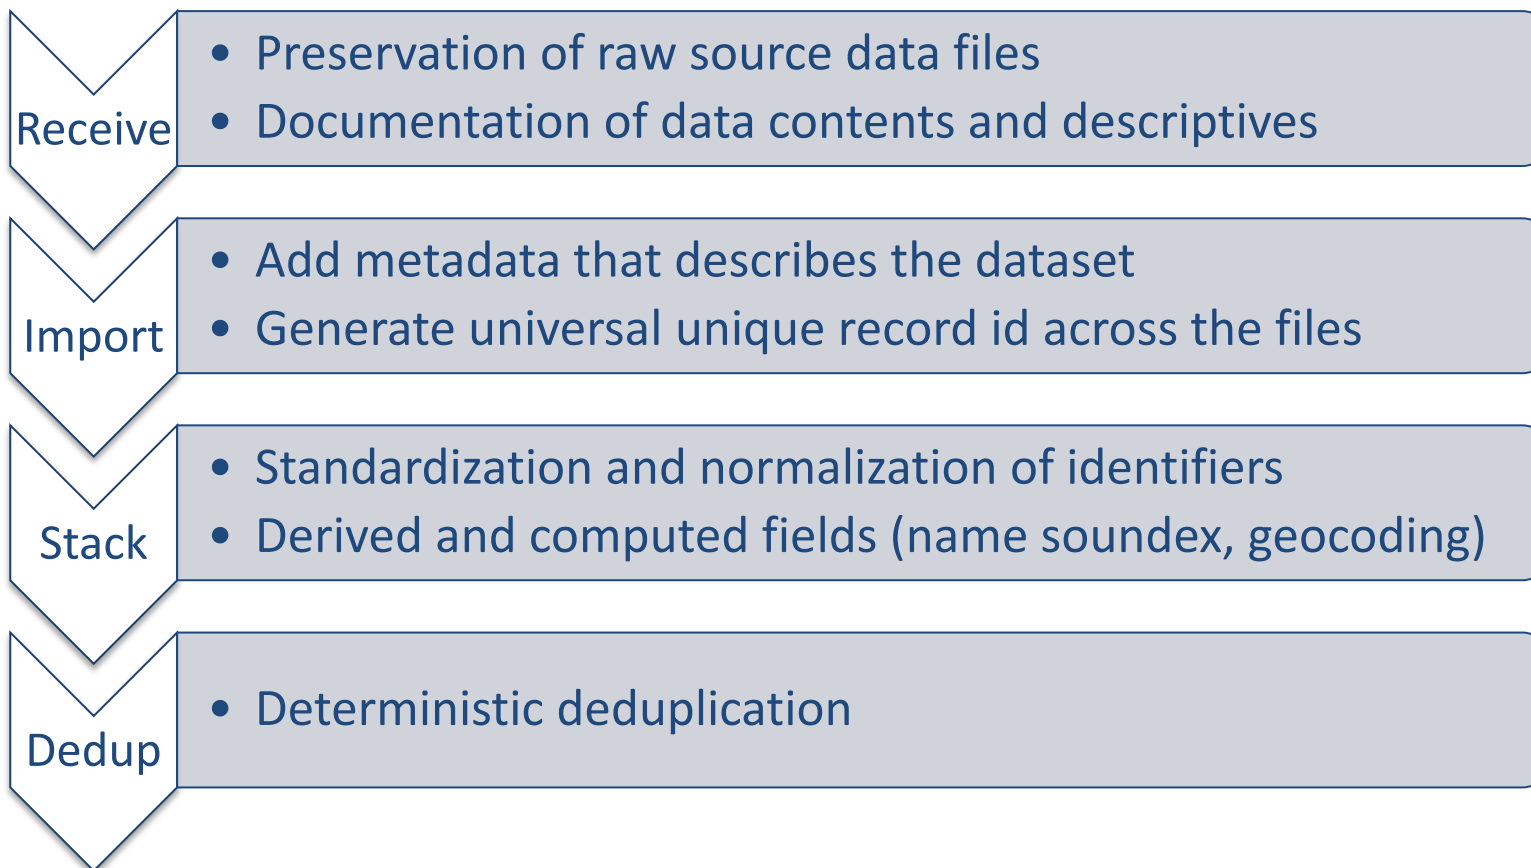 Receive
• Preservation of raw source data files
• Documentation of data contents and descriptives
Import
• Add metadata that describes the dataset
• Generate universal unique record id across the files
Stack
• Standardization and normalization of identifiers
• Derived and computed fields (name soundex, geocoding)
Dedup
• Deterministic deduplication